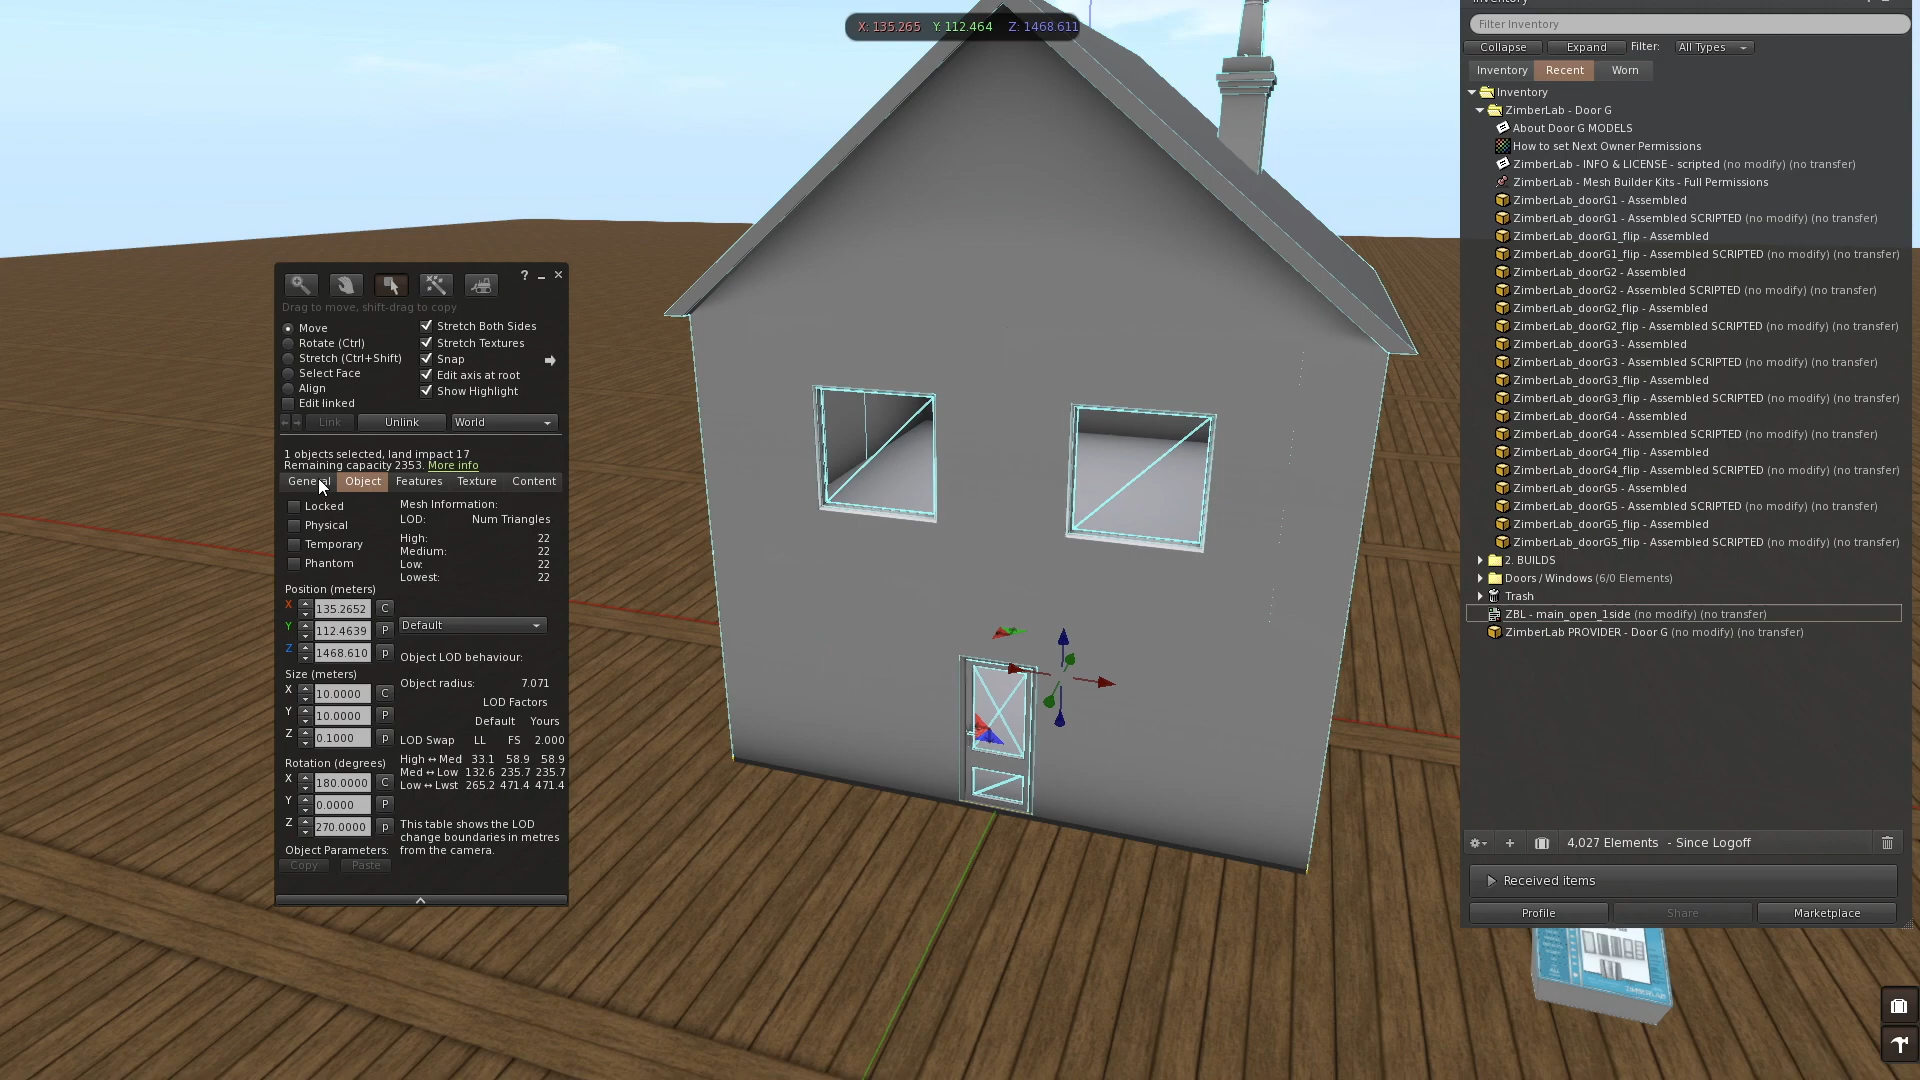 X: 135.265 Y: 112.464 Z: 1468.611
?
Drag to move, shift-drag to copy
Move
Rotate (Ctrl)
Stretch (Ctrl+Shift)
Select Face
Align
Edit linked
Stretch Both Sides
Stretch Textures
Snap
Edit axis at root
Show Highlight
Link Unlink World
1 objects selected, land impact 17
Remaining capacity 2353. More info
General Object Features Texture Content
Locked
Physical
Temporary
Phantom
Position (meters)
X 135.2652 C
Y 112.4639 P
Z 1468.610 p
Size (meters)
X 10.0000 C
Y 10.0000 P
Z 0.1000 p
Rotation (degrees)
X 180.0000 C
Y 0.0000 P
Z 270.0000 p
Object Parameters:
Copy Paste
Mesh Information:
LOD: Num Triangles
High: 22
Medium: 22
Low: 22
Lowest: 22
Default
Object LOD behaviour:
Object radius: 7.071
LOD Factors
Default Yours
LOD Swap LL FS 2.000
High↔Med 33.1 58.9 58.9
Med↔Low 132.6 235.7 235.7
Low↔Lwst 265.2 471.4 471.4
This table shows the LOD
change boundaries in metres
from the camera.
Inventory
Filter Inventory
Collapse Expand Filter: All Types
Inventory Recent Worn
Inventory
ZimberLab - Door G
About Door G MODELS
How to set Next Owner Permissions
ZimberLab - INFO & LICENSE - scripted (no modify) (no transfer)
ZimberLab - Mesh Builder Kits - Full Permissions
ZimberLab_doorG1 - Assembled
ZimberLab_doorG1 - Assembled SCRIPTED (no modify) (no transfer)
ZimberLab_doorG1_flip - Assembled
ZimberLab_doorG1_flip - Assembled SCRIPTED (no modify) (no transfer)
ZimberLab_doorG2 - Assembled
ZimberLab_doorG2 - Assembled SCRIPTED (no modify) (no transfer)
ZimberLab_doorG2_flip - Assembled
ZimberLab_doorG2_flip - Assembled SCRIPTED (no modify) (no transfer)
ZimberLab_doorG3 - Assembled
ZimberLab_doorG3 - Assembled SCRIPTED (no modify) (no transfer)
ZimberLab_doorG3_flip - Assembled
ZimberLab_doorG3_flip - Assembled SCRIPTED (no modify) (no transfer)
ZimberLab_doorG4 - Assembled
ZimberLab_doorG4 - Assembled SCRIPTED (no modify) (no transfer)
ZimberLab_doorG4_flip - Assembled
ZimberLab_doorG4_flip - Assembled SCRIPTED (no modify) (no transfer)
ZimberLab_doorG5 - Assembled
ZimberLab_doorG5 - Assembled SCRIPTED (no modify) (no transfer)
ZimberLab_doorG5_flip - Assembled
ZimberLab_doorG5_flip - Assembled SCRIPTED (no modify) (no transfer)
2. BUILDS
Doors / Windows (6/0 Elements)
Trash
ZBL - main_open_1side (no modify) (no transfer)
ZimberLab PROVIDER - Door G (no modify) (no transfer)
4,027 Elements - Since Logoff
Received items
Profile Share Marketplace